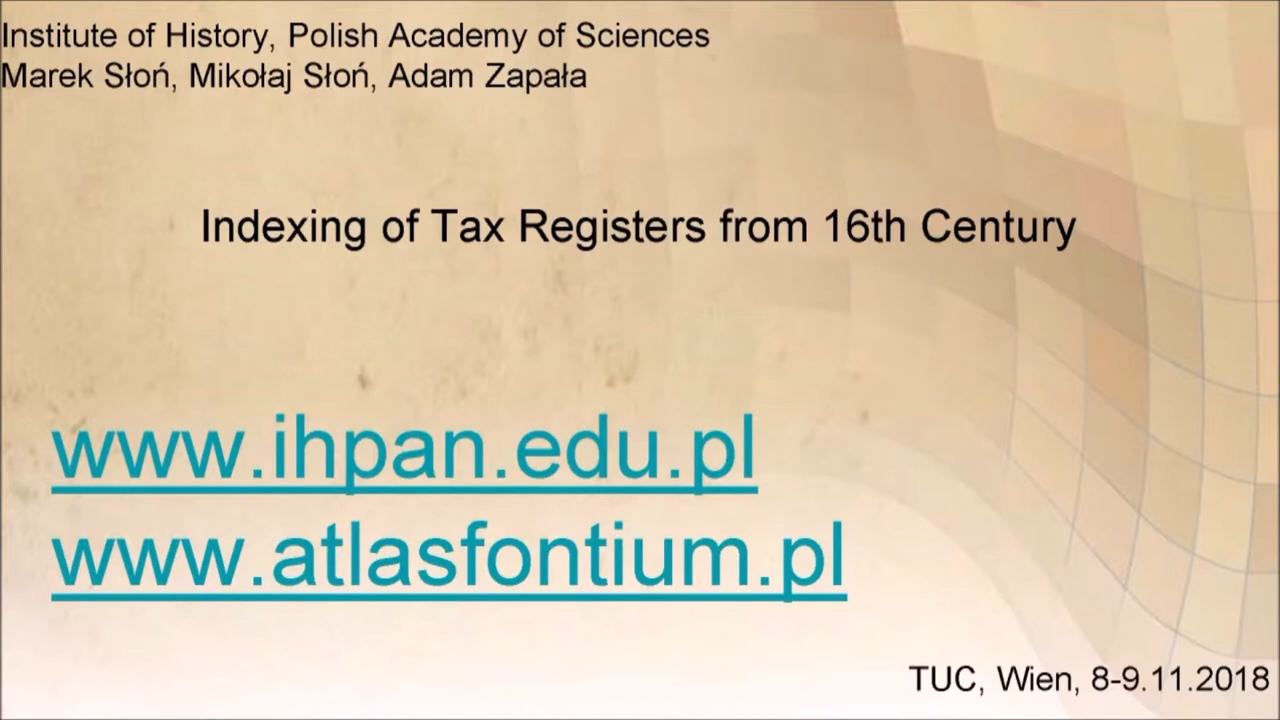 Institute of History, Polish Academy of Sciences
Marek Słoń, Mikołaj Słoń, Adam Zapała
Indexing of Tax Registers from 16th Century
www.ihpan.edu.pl
www.atlasfontium.pl
TUC, Wien, 8-9.11.2018